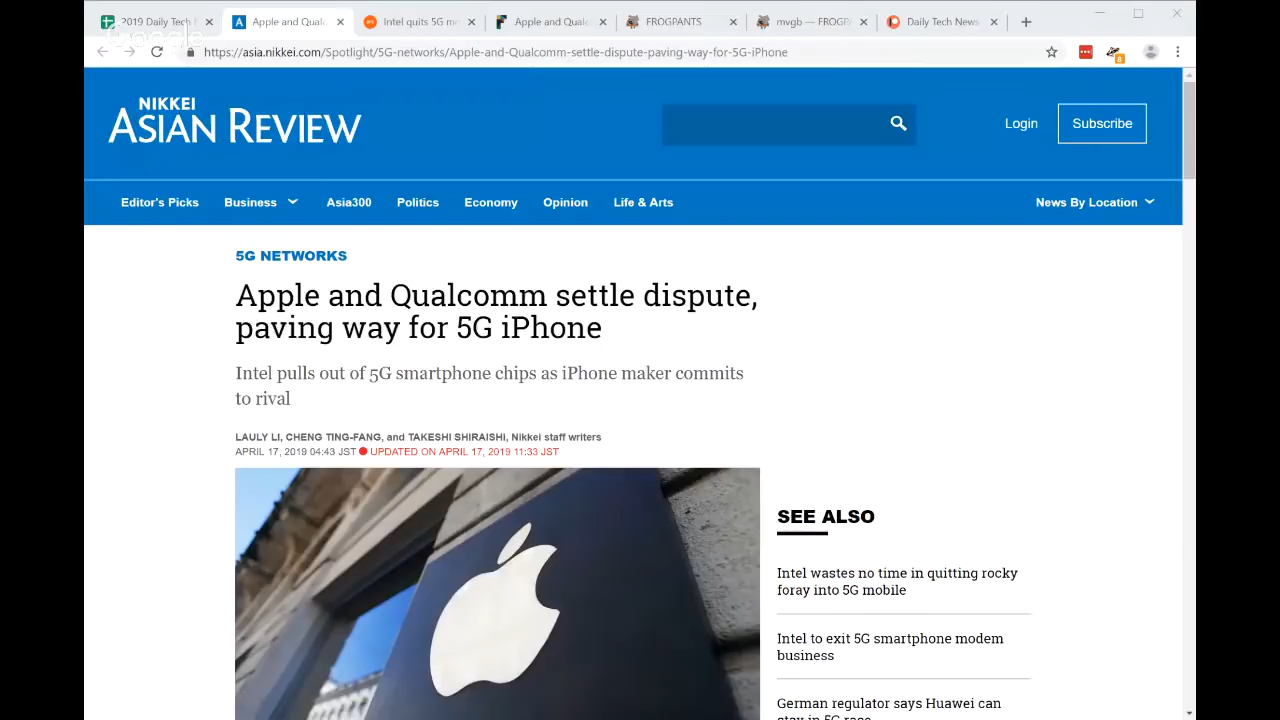 2019 Daily Tech
Apple and Qualc
Intel quits 5G m
Apple and Qual
FROGPANTS
mvgb — FROGP
Daily Tech News
Google
https://asia.nikkei.com/Spotlight/5G-networks/Apple-and-Qualcomm-settle-dispute-paving-way-for-5G-iPhone
NIKKEI
ASIAN REVIEW
Login
Subscribe
Editor's Picks
Business
Asia300
Politics
Economy
Opinion
Life & Arts
News By Location
5G NETWORKS
Apple and Qualcomm settle dispute,
paving way for 5G iPhone
Intel pulls out of 5G smartphone chips as iPhone maker commits
to rival
LAULY LI, CHENG TING-FANG, and TAKESHI SHIRAISHI, Nikkei staff writers
APRIL 17, 2019 04:43 JST UPDATED ON APRIL 17, 2019 11:33 JST
SEE ALSO
Intel wastes no time in quitting rocky
foray into 5G mobile
Intel to exit 5G smartphone modem
business
German regulator says Huawei can
stay in 5G race